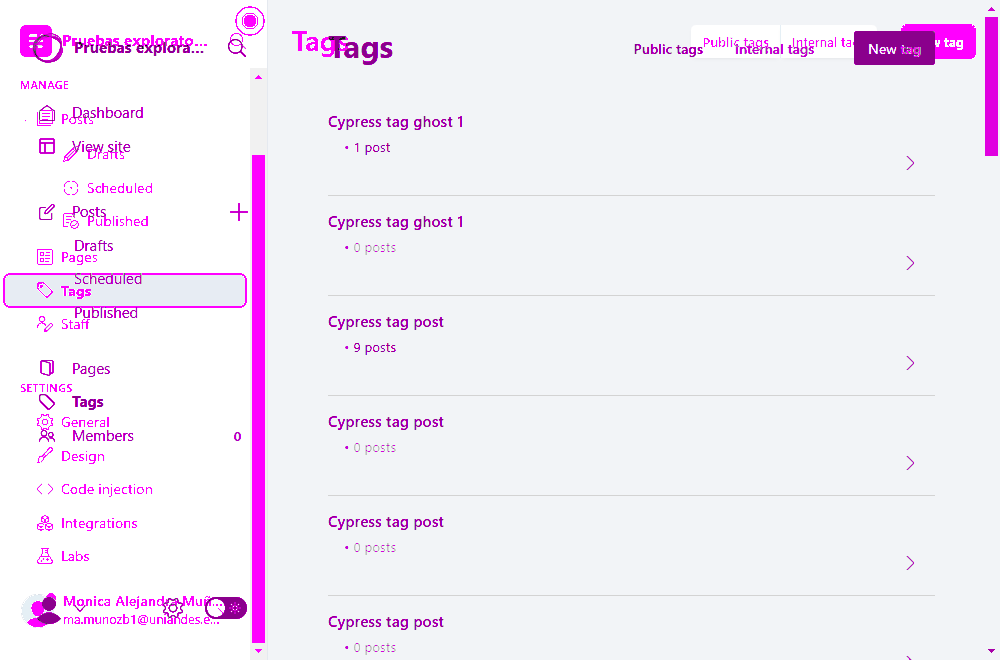 Pruebas explorato...
Pruebas explora...
Tags
Tags
Public tags
Internal tags
Public tags
Internal tags
New tag
MANAGE
Dashboard
Posts
View site
Drafts
Scheduled
Posts
Published
Drafts
Pages
Scheduled
Tags
Published
Staff
Pages
SETTINGS
Tags
General
Members 0
Design
Code injection
Integrations
Labs
Monica Alejandra Muñ...
ma.munozb1@uniandes.e...
Cypress tag ghost 1
• 1 post
Cypress tag ghost 1
• 0 posts
Cypress tag post
• 9 posts
Cypress tag post
• 0 posts
Cypress tag post
• 0 posts
Cypress tag post
• 0 posts